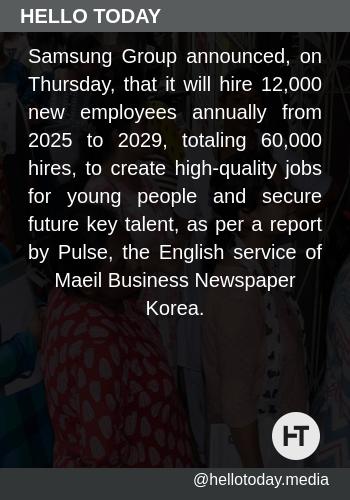 HELLO TODAY
Samsung Group announced, on
Thursday, that it will hire 12,000
new employees annually from
2025 to 2029, totaling 60,000
hires, to create high-quality jobs
for young people and secure
future key talent, as per a report
by Pulse, the English service of
Maeil Business Newspaper
Korea.
HT
@hellotoday.media